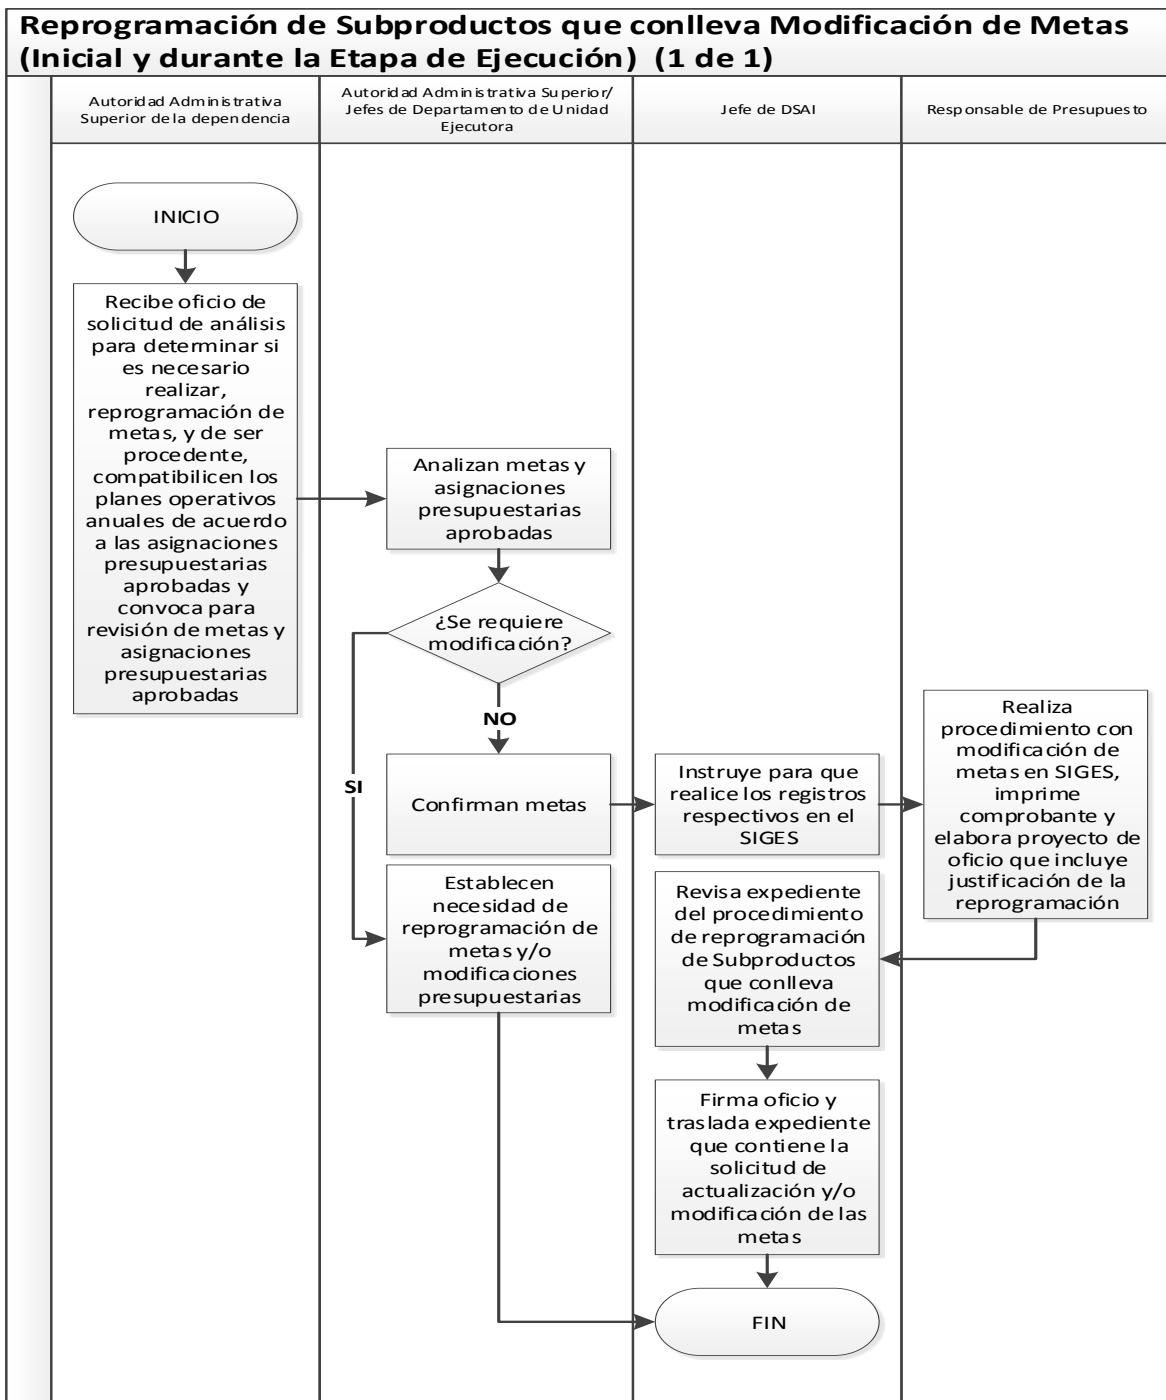 Reprogramación de Subproductos que conlleva Modificación de Metas
(Inicial y durante la Etapa de Ejecución)  (1 de 1)
Autoridad Administrativa
Superior de la dependencia
Autoridad Administrativa Superior/
Jefes de Departamento de Unidad
Ejecutora
Jefe de DSAI
Responsable de Presupuesto
INICIO
Recibe oficio de
solicitud de análisis
para determinar si
es necesario
realizar,
reprogramación de
metas, y de ser
procedente,
compatibilicen los
planes operativos
anuales de acuerdo
a las asignaciones
presupuestarias
aprobadas y
convoca para
revisión de metas y
asignaciones
presupuestarias
aprobadas
Analizan metas y
asignaciones
presupuestarias
aprobadas
¿Se requiere
modificación?
NO
SI
Confirman metas
Instruye para que
realice los registros
respectivos en el
SIGES
Realiza
procedimiento con
modificación de
metas en SIGES,
imprime
comprobante y
elabora proyecto de
oficio que incluye
justificación de la
reprogramación
Establecen
necesidad de
reprogramación de
metas y/o
modificaciones
presupuestarias
Revisa expediente
del procedimiento
de reprogramación
de Subproductos
que conlleva
modificación de
metas
Firma oficio y
traslada expediente
que contiene la
solicitud de
actualización y/o
modificación de las
metas
FIN